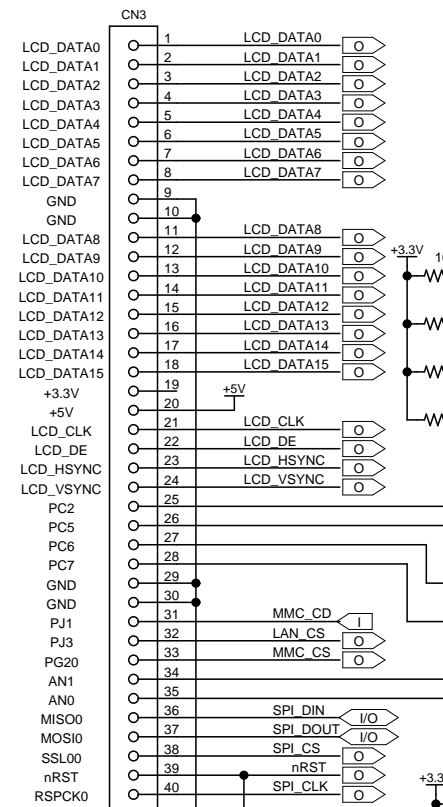 CN3
LCD_DATA0 1 LCD_DATA0 O
LCD_DATA1 2 LCD_DATA1 O
LCD_DATA2 3 LCD_DATA2 O
LCD_DATA3 4 LCD_DATA3 O
LCD_DATA4 5 LCD_DATA4 O
LCD_DATA5 6 LCD_DATA5 O
LCD_DATA6 7 LCD_DATA6 O
LCD_DATA7 8 LCD_DATA7 O
GND 9
GND 10
LCD_DATA8 11 LCD_DATA8 O
LCD_DATA9 12 LCD_DATA9 O +3.3V
LCD_DATA10 13 LCD_DATA10 O
LCD_DATA11 14 LCD_DATA11 O
LCD_DATA12 15 LCD_DATA12 O
LCD_DATA13 16 LCD_DATA13 O
LCD_DATA14 17 LCD_DATA14 O
LCD_DATA15 18 LCD_DATA15 O
+3.3V 19
+5V 20 +5V
LCD_CLK 21 LCD_CLK O
LCD_DE 22 LCD_DE O
LCD_HSYNC 23 LCD_HSYNC O
LCD_VSYNC 24 LCD_VSYNC O
PC2 25
PC5 26
PC6 27
PC7 28
GND 29
GND 30
PJ1 31 MMC_CD I
PJ3 32 LAN_CS O
PG20 33 MMC_CS O
AN1 34
AN0 35
MISO0 36 SPI_DIN I/O
MOSI0 37 SPI_DOUT I/O
SSL00 38 SPI_CS O
nRST 39 nRST O
RSPCK0 40 SPI_CLK O